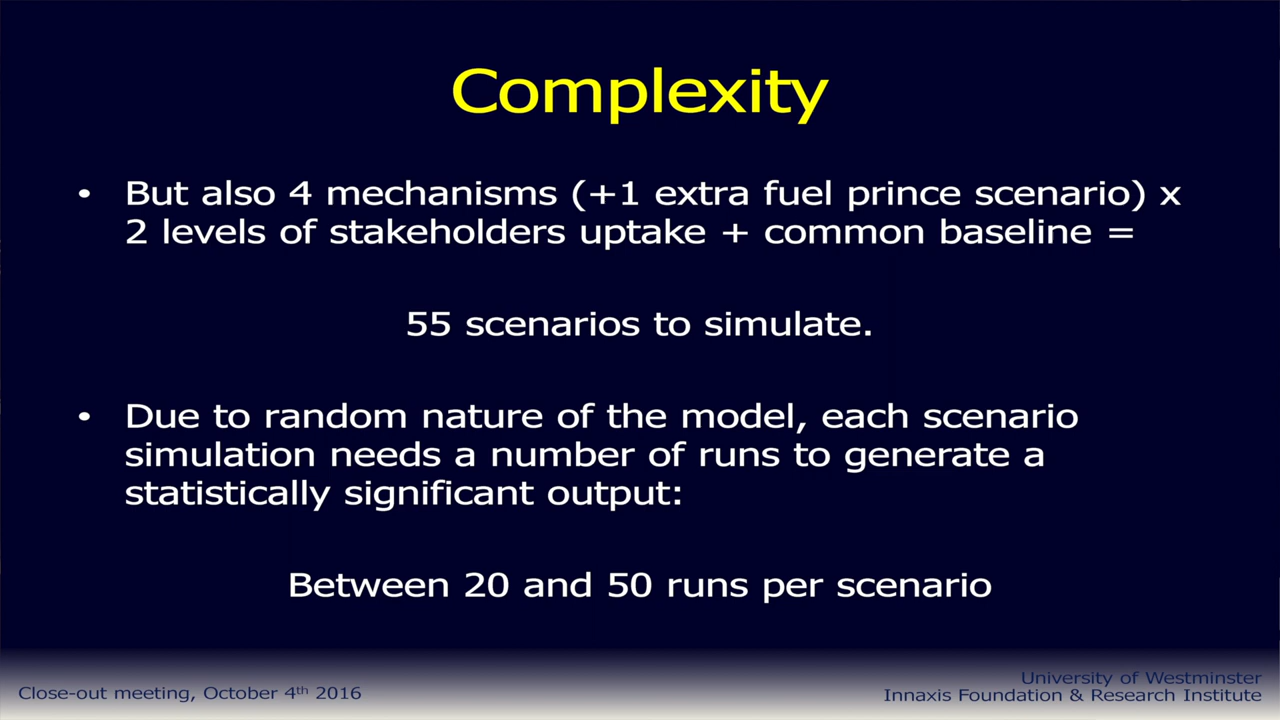 Complexity
• But also 4 mechanisms (+1 extra fuel prince scenario) x
2 levels of stakeholders uptake + common baseline =
55 scenarios to simulate.
• Due to random nature of the model, each scenario
simulation needs a number of runs to generate a
statistically significant output:
Between 20 and 50 runs per scenario
Close-out meeting, October 4th 2016
University of Westminster
Innaxis Foundation & Research Institute